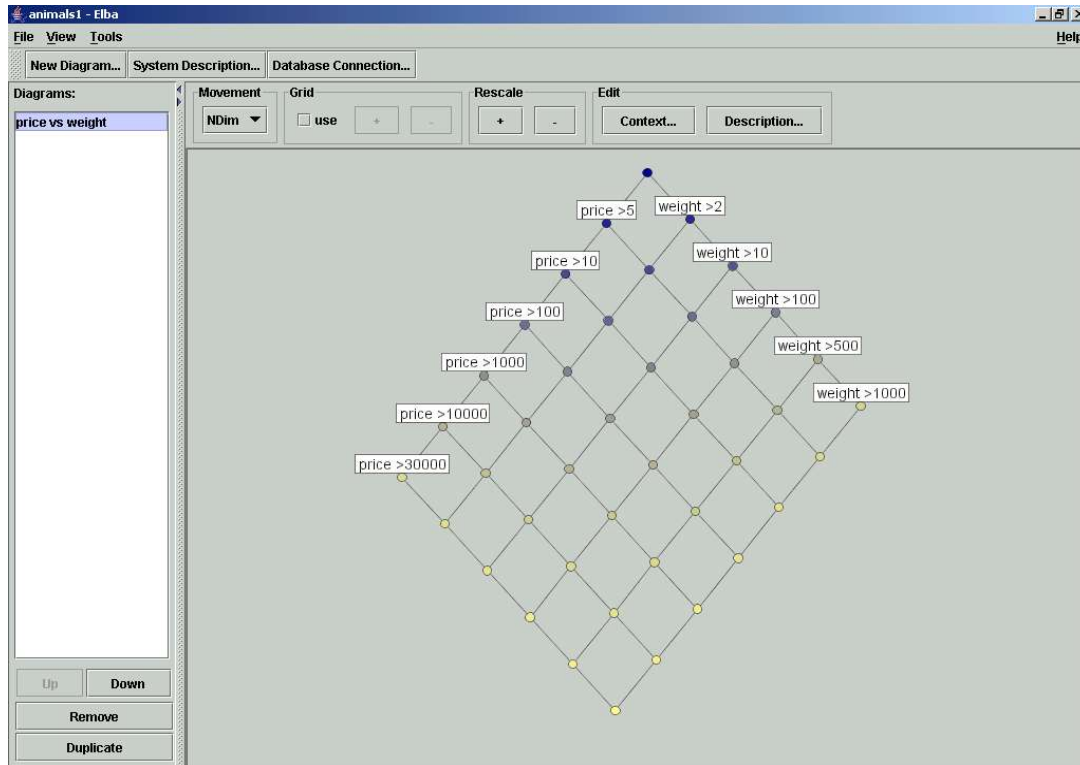 animals1 - Elba
File View Tools Help
New Diagram... System Description... Database Connection...
Diagrams:
price vs weight
Movement Grid Rescale Edit
NDim use + - + - Context... Description...
price >5 weight >2
price >10 weight >10
price >100 weight >100
price >1000 weight >500
price >10000 weight >1000
price >30000
Up Down
Remove
Duplicate